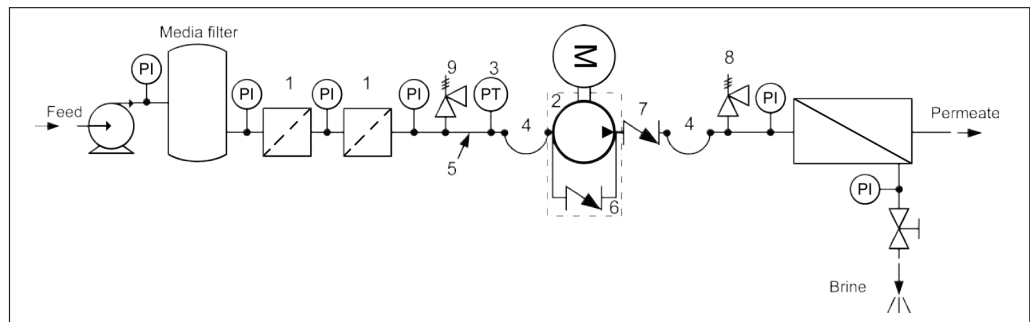 Media filter
Feed
PI
PI
1
PI
1
PI
9
3
PT
4
5
2
M
6
7
4
8
PI
Permeate
PI
Brine